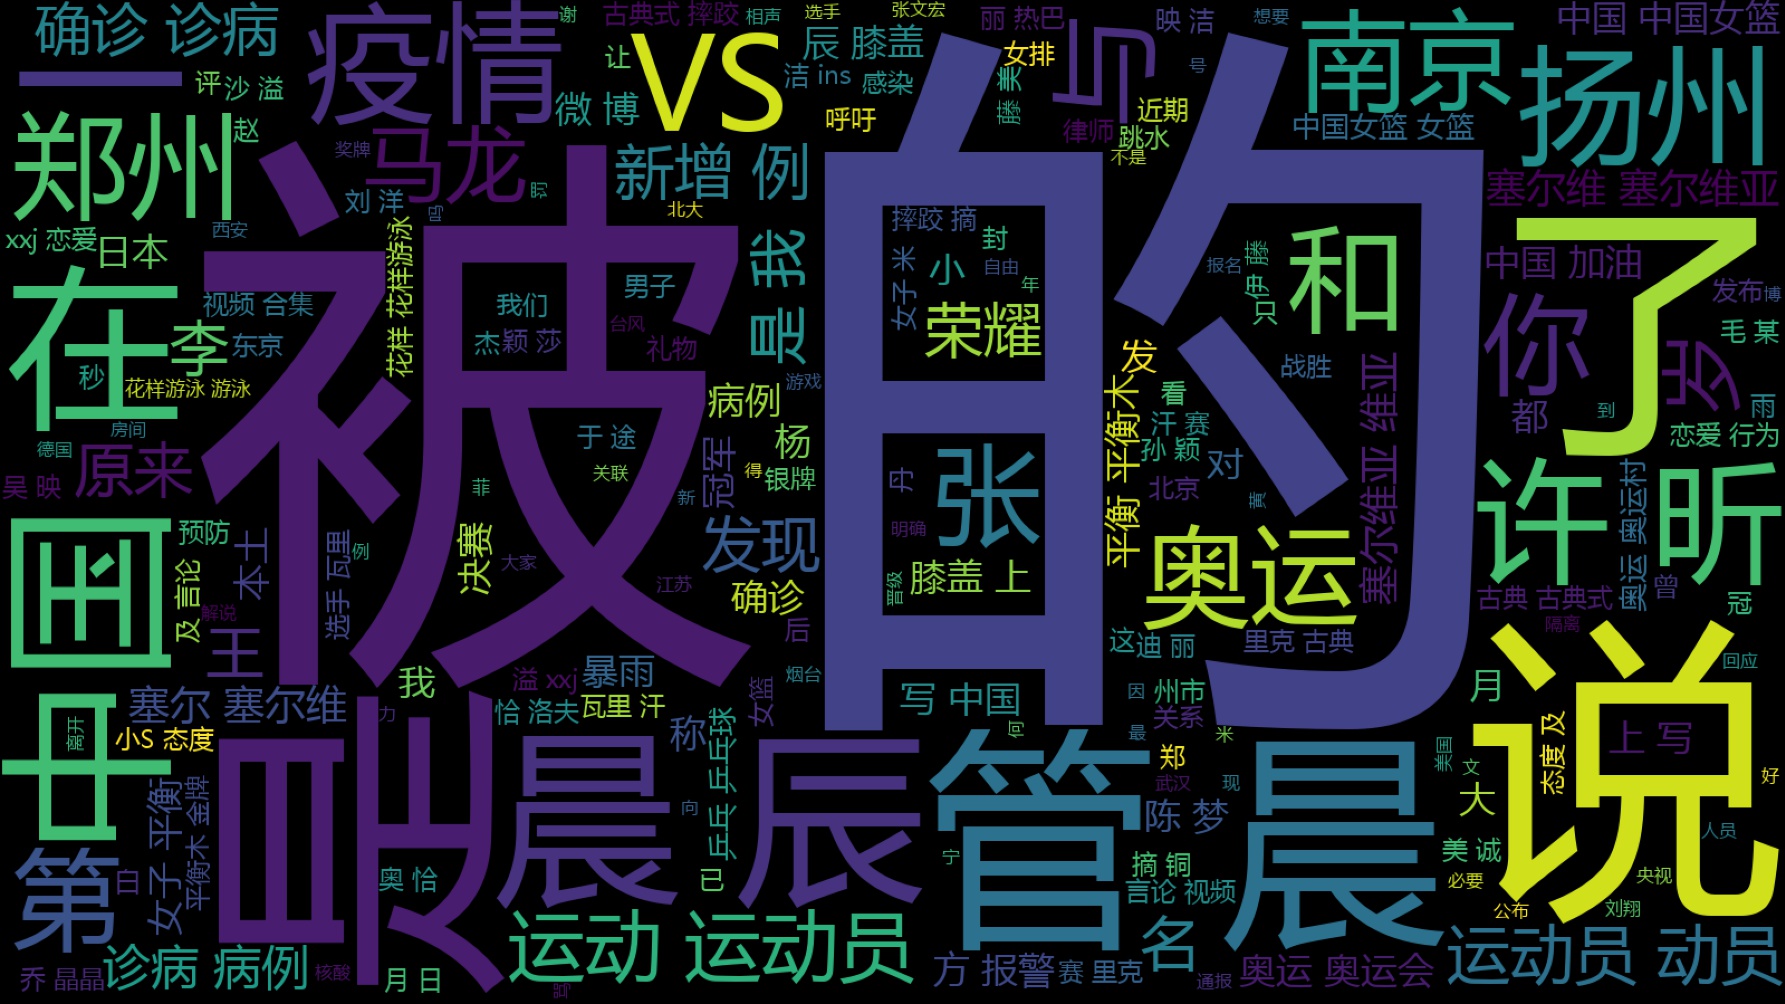 确诊 诊病
一
疫情
谢
古典式 摔跤
相声
选手
张文宏
丽 热巴
与
映 洁
想要
中国 中国女篮
让
VS
辰 膝盖
女排
南京
扬州
评
沙 溢
微 博
洁 ins
感染
藤 美
号
赵
呼吁
近期
律师
跳水
中国女篮 女篮
郑州
奖牌
马龙
新增 例
不是
塞尔维 塞尔维亚
刘 洋
罚
吗
北大
的
被
西安
xxj 恋爱
日本
花样 花样游泳
是 我
女子 米
摔跤 摘
封
小
自由
年
报名
只 伊 藤
和
了
中国 加油
在
视频 合集
我们
男子
发布
博
李
东京
杰
颖 莎
台风
礼物
荣耀
你
毛 某
秒
花样游泳 游泳
发
战胜
岁
游戏
病例
平衡 平衡木
看
塞尔维亚 维亚
都
到
雨
房间
于 途
杨
汗 赛
恋爱 行为
德国
原来
关联
冠军
得
银牌
张
孙 颖
对
吴 映
菲
新
丹
北京
黄
许 昕
奥运 奥运村
国
预防
本士
选手 瓦里
例
决赛
大家
发现
明确
奥运
及 言论
江苏
确诊
晋级
膝盖 上
古典 古典式
曾
冠
解说
王
后
这
迪 丽
里克 古典
隔离
说
我
溢 xxj
暴雨
烟台
因
州市
月
回应
中
离开
塞尔 塞尔维
恰 洛夫
瓦里 汗
女篮
写 中国
关系
力
小S 态度
称
何
最
米
郑
美国
态度 及
上 写
晨 辰
乒乓 乒乓球
向
管
武汉
现
晨
文
大
好
女子 平衡
平衡木 金牌
陈 梦
人员
第
白
奥 恰
已
宁
摘 铜
美 诚
言论 视频
必要
央视
公布
刘翔
乔 晶晶
诊病 病例
核酸
月 日
运动 运动员
方 报警
赛 里克
名
通报
奥运 奥运会
运动员 动员